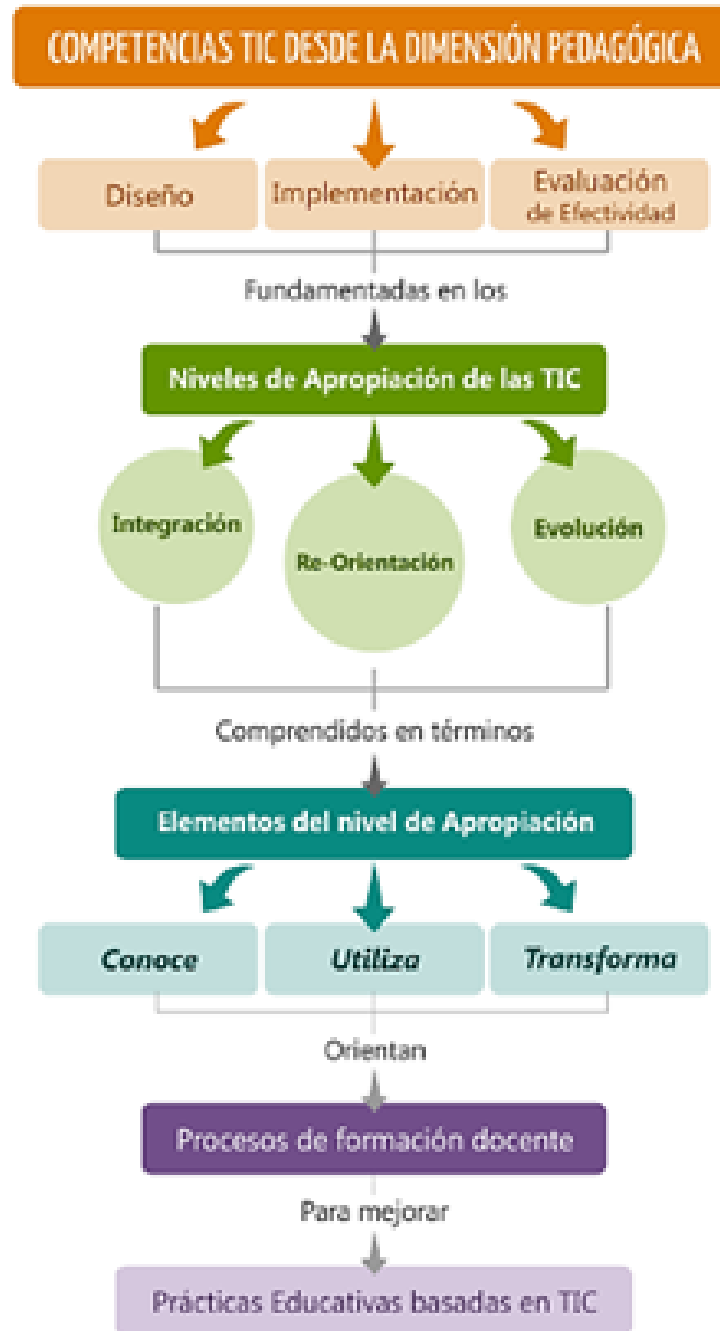 COMPETENCIAS TIC DESDE LA DIMENSIÓN PEDAGÓGICA
Diseño
Implementación
Evaluación
de Efectividad
Fundamentadas en los
Niveles de Apropiación de las TIC
Integración
Re-Orientación
Evolución
Comprendidos en términos
Elementos del nivel de Apropiación
Conoce
Utiliza
Transforma
Orientan
Procesos de formación docente
Para mejorar
Prácticas Educativas basadas en TIC